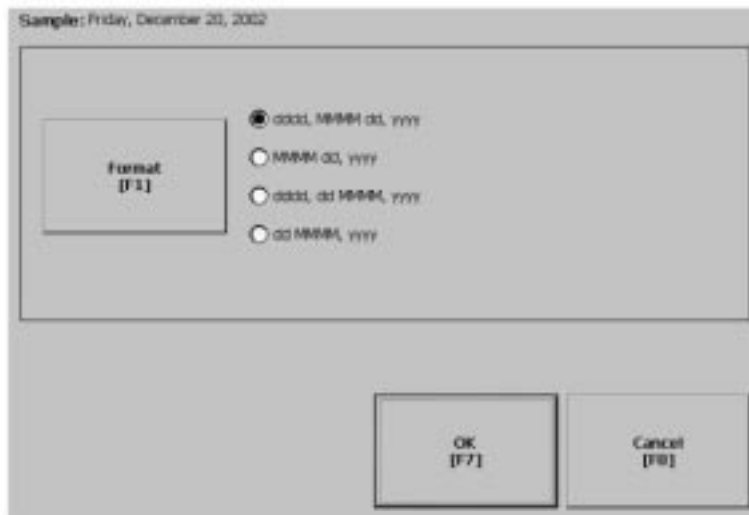 Sample: Friday, December 20, 2002
dddd, MMMM dd, yyyy
Format
[F1]
MMMM dd, yyyy
dddd, dd MMMM, yyyy
dd MMMM, yyyy
OK
[F7]
Cancel
[F8]